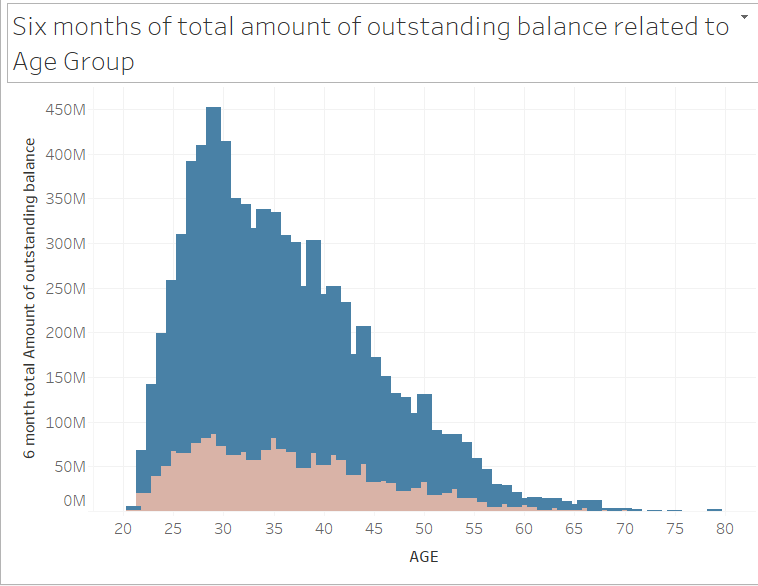 Six months of total amount of outstanding balance related to
Age Group
6 month total Amount of outstanding balance
450M
400M
350M
300M
250M
200M
150M
100M
50M
0M
20 25 30 35 40 45 50 55 60 65 70 75 80
AGE